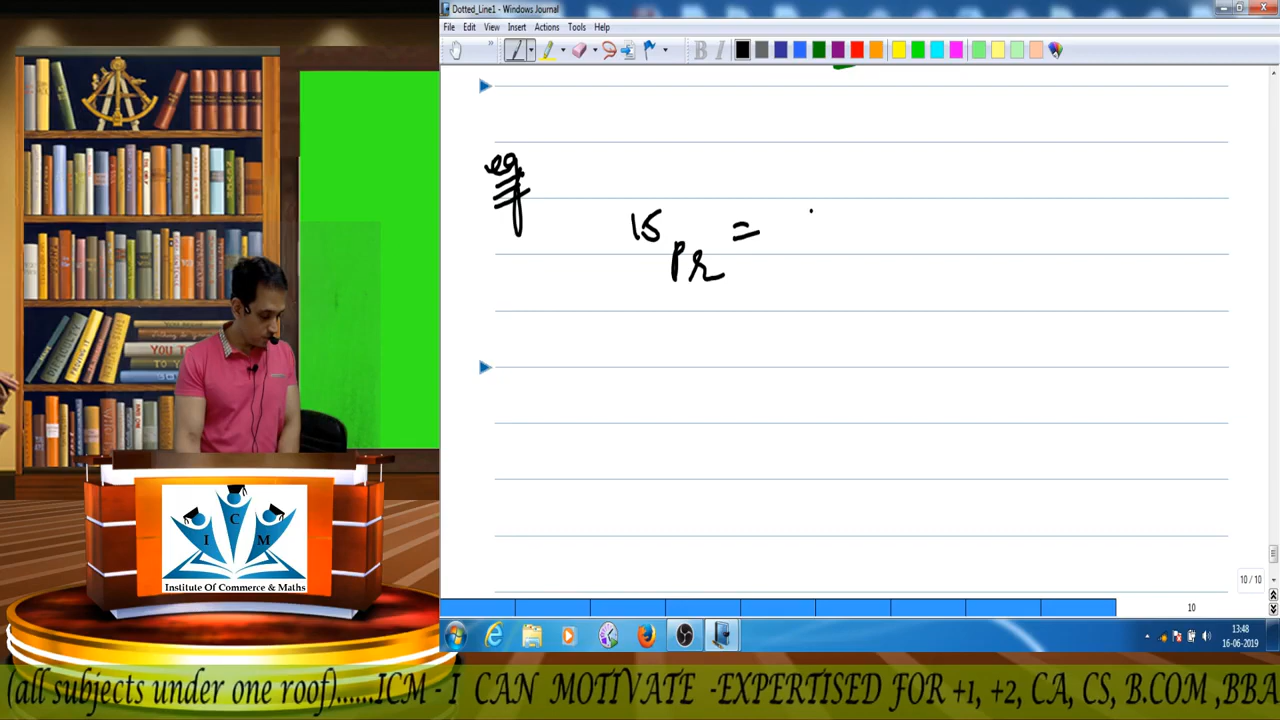 Dotted_Line1 - Windows Journal
File Edit View Insert Actions Tools Help
B I
eg
15
Pr =
10 / 10
10
I C M
Institute Of Commerce & Maths
13:48
16-06-2019
(all subjects under one roof)......ICM - I CAN MOTIVATE -EXPERTISED FOR +1, +2, CA, CS, B.COM ,BBA